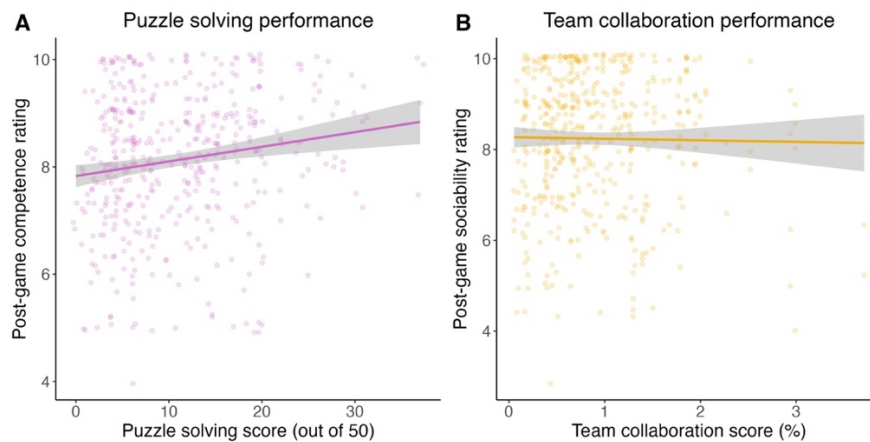 A Puzzle solving performance
10
8
6
4
Post-game competence rating
0 10 20 30
Puzzle solving score (out of 50)
B Team collaboration performance
10
8
6
4
Post-game sociability rating
0 1 2 3
Team collaboration score (%)